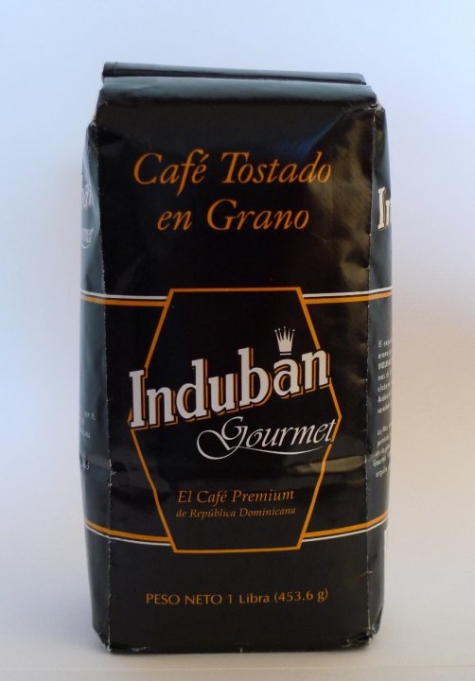 Café Tostado
en Grano
Induban
Gourmet
El Café Premium
de República Dominicana
PESO NETO 1 Libra (453.6 g)